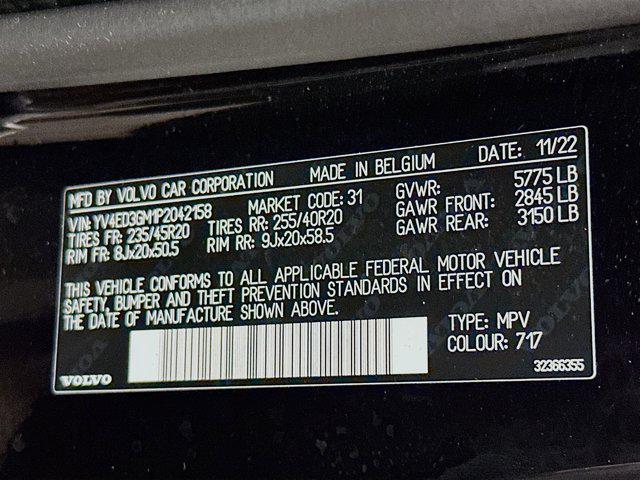 MFD BY VOLVO CAR CORPORATION MADE IN BELGIUM DATE: 11/22
VIN: YV4ED3GM1P2042158 MARKET CODE: 31 GVWR: 5775 LB
TIRES FR: 235/45R20 TIRES RR: 255/40R20 GAWR FRONT: 2845 LB
RIM FR: 8Jx20x50.5 RIM RR: 9Jx20x58.5 GAWR REAR: 3150 LB
THIS VEHICLE CONFORMS TO ALL APPLICABLE FEDERAL MOTOR VEHICLE
SAFETY, BUMPER AND THEFT PREVENTION STANDARDS IN EFFECT ON
THE DATE OF MANUFACTURE SHOWN ABOVE.
TYPE: MPV
COLOUR: 717
VOLVO 32366355